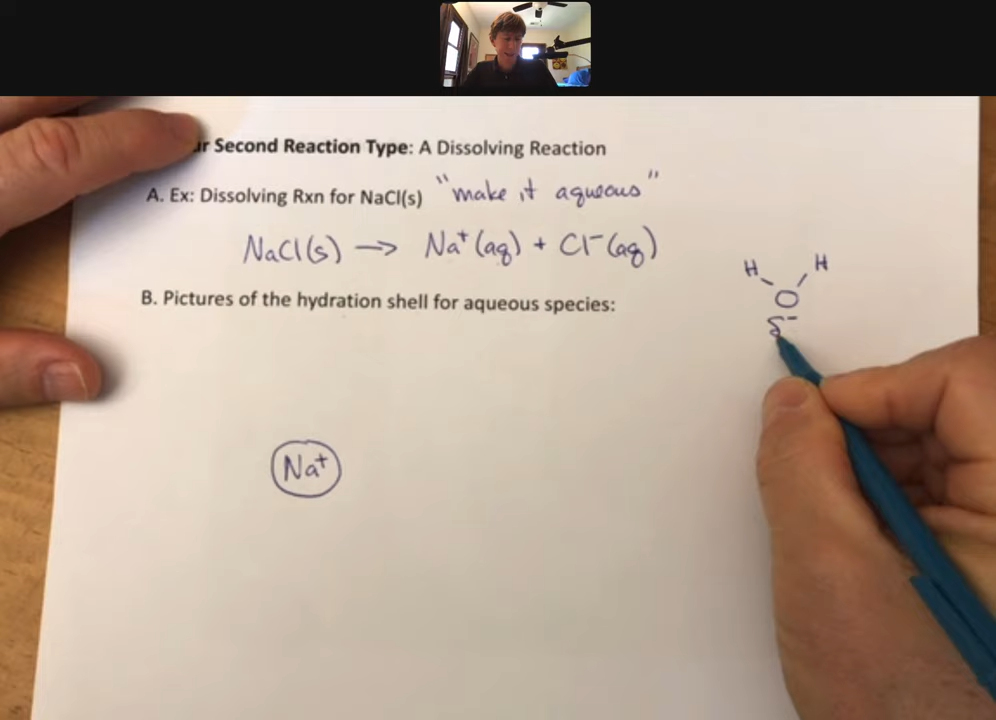 r Second Reaction Type: A Dissolving Reaction
A. Ex: Dissolving Rxn for NaCl(s) "make it aqueous"
NaCl(s) → Na⁺(aq) + Cl⁻(aq)
B. Pictures of the hydration shell for aqueous species:
H H
O
δ
Na⁺